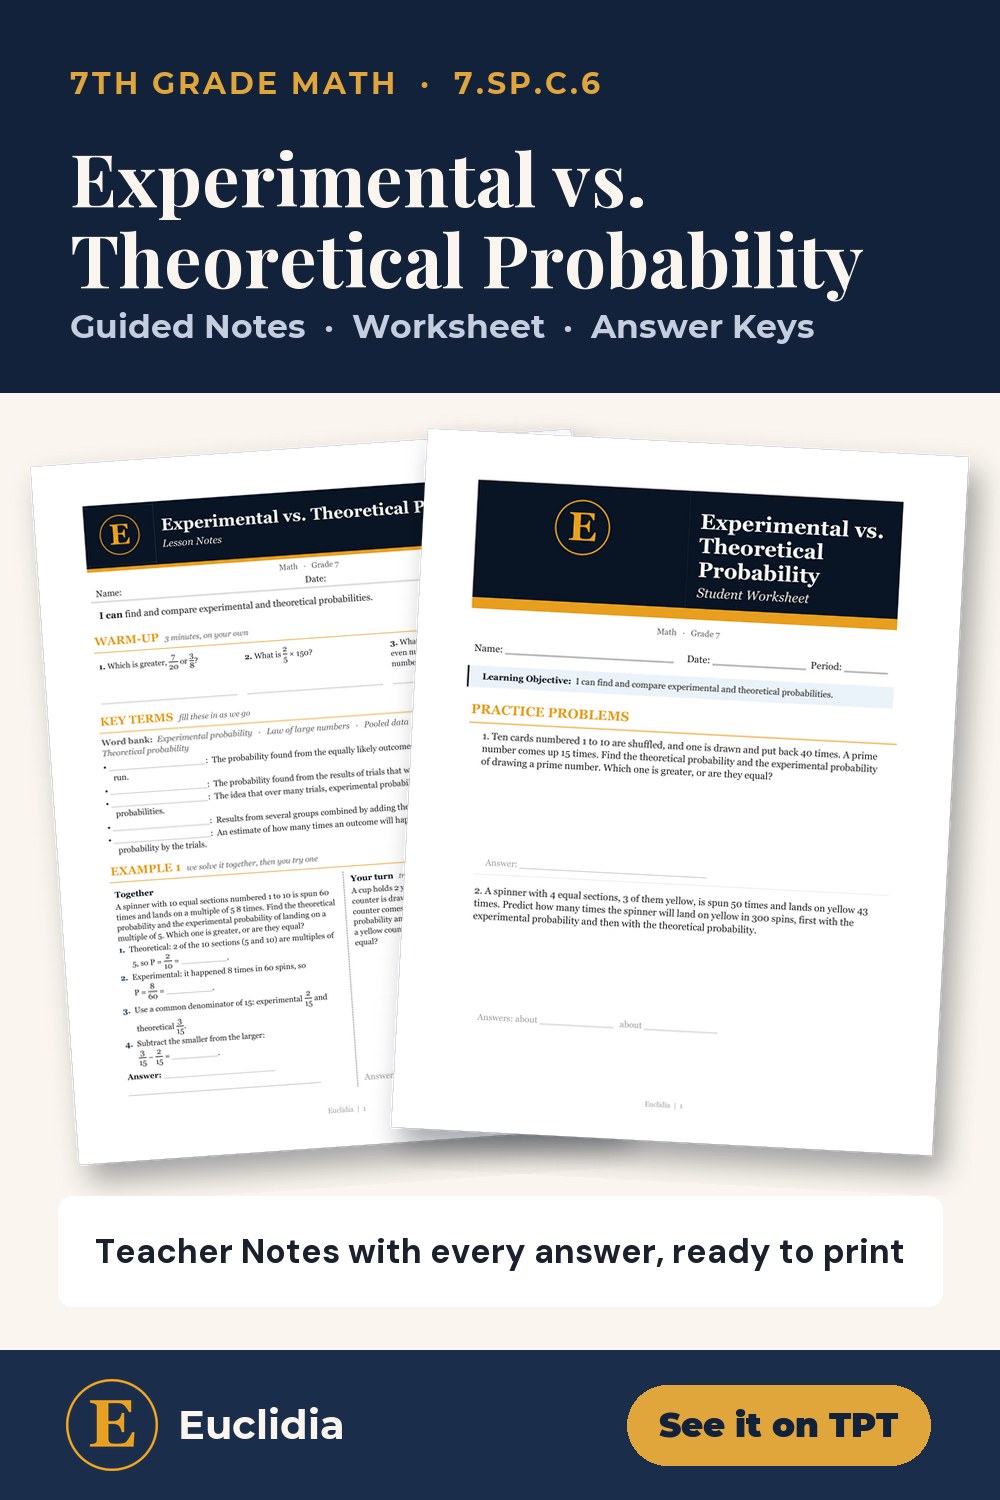 7TH GRADE MATH · 7.SP.C.6
Experimental vs.
Theoretical Probability
Guided Notes · Worksheet · Answer Keys
E
Experimental vs. Theoretical P
Lesson Notes
Math · Grade 7
Name:
Date:
I can find and compare experimental and theoretical probabilities.
WARM-UP 3 minutes, on your own
1. Which is greater, 7/20 or 3/8?
2. What is 2/5 × 150?
3. Wha
even nu
numbe
KEY TERMS fill these in as we go
Word bank: Experimental probability · Law of large numbers · Pooled data
Theoretical probability
• ____: The probability found from the equally likely outcome
run.
• ____: The probability found from the results of trials that w
• ____: The idea that over many trials, experimental probabi
probabilities.
• ____: Results from several groups combined by adding the
• ____: An estimate of how many times an outcome will hap
probability by the trials.
EXAMPLE 1 we solve it together, then you try one
Together
A spinner with 10 equal sections numbered 1 to 10 is spun 60
times and lands on a multiple of 5 8 times. Find the theoretical
probability and the experimental probability of landing on a
multiple of 5. Which one is greater, or are they equal?
1. Theoretical: 2 of the 10 sections (5 and 10) are multiples of
5, so P = 2/10 = ____.
2. Experimental: it happened 8 times in 60 spins, so
P = 8/60 = ____.
3. Use a common denominator of 15: experimental 2/15 and
theoretical 3/15.
4. Subtract the smaller from the larger:
3/15 − 2/15 = ____.
Answer:
Your turn
A cup holds 2 y
counter is draw
counter comes
probability an
a yellow coun
equal?
Answer
Euclidia | 1
E
Experimental vs.
Theoretical
Probability
Student Worksheet
Math · Grade 7
Name: ____ Date: ____ Period: ____
Learning Objective: I can find and compare experimental and theoretical probabilities.
PRACTICE PROBLEMS
1. Ten cards numbered 1 to 10 are shuffled, and one is drawn and put back 40 times. A prime
number comes up 15 times. Find the theoretical probability and the experimental probability
of drawing a prime number. Which one is greater, or are they equal?
Answer:
2. A spinner with 4 equal sections, 3 of them yellow, is spun 50 times and lands on yellow 43
times. Predict how many times the spinner will land on yellow in 300 spins, first with the
experimental probability and then with the theoretical probability.
Answers: about ____ about ____
Euclidia | 1
Teacher Notes with every answer, ready to print
E
Euclidia
See it on TPT